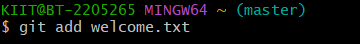 KIIT@BT-2205265 MINGW64 ~ (master)
$ git add welcome.txt